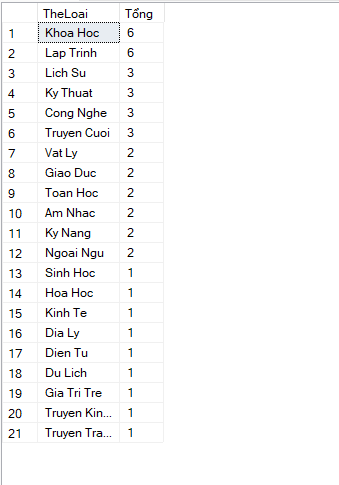 TheLoai Tổng
1 Khoa Hoc 6
2 Lap Trinh 6
3 Lich Su 3
4 Ky Thuat 3
5 Cong Nghe 3
6 Truyen Cuoi 3
7 Vat Ly 2
8 Giao Duc 2
9 Toan Hoc 2
10 Am Nhac 2
11 Ky Nang 2
12 Ngoai Ngu 2
13 Sinh Hoc 1
14 Hoa Hoc 1
15 Kinh Te 1
16 Dia Ly 1
17 Dien Tu 1
18 Du Lich 1
19 Gia Tri Tre 1
20 Truyen Kin... 1
21 Truyen Tra... 1